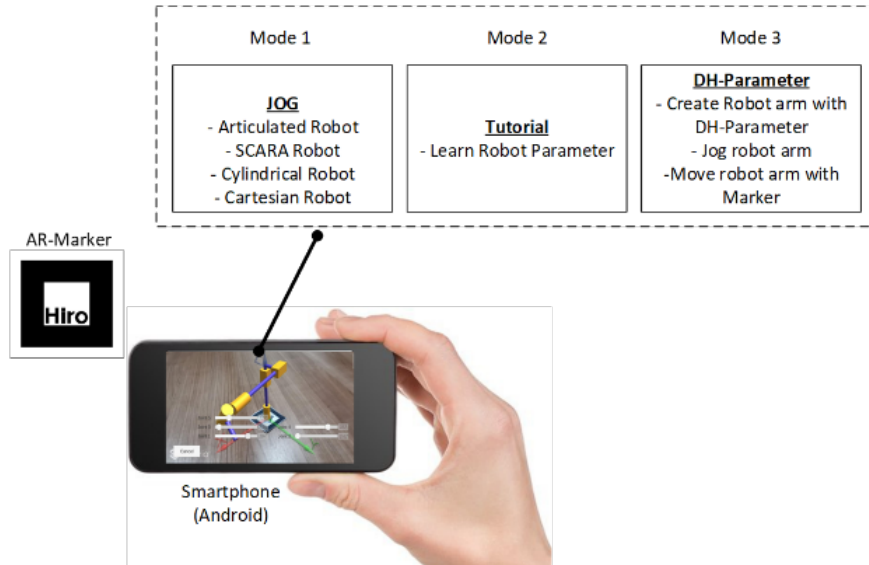 Mode 1
Mode 2
Mode 3
JOG
- Articulated Robot
- SCARA Robot
- Cylindrical Robot
- Cartesian Robot
Tutorial
- Learn Robot Parameter
DH-Parameter
- Create Robot arm with
DH-Parameter
- Jog robot arm
-Move robot arm with
Marker
AR-Marker
Hiro
Cancel
Smartphone
(Android)